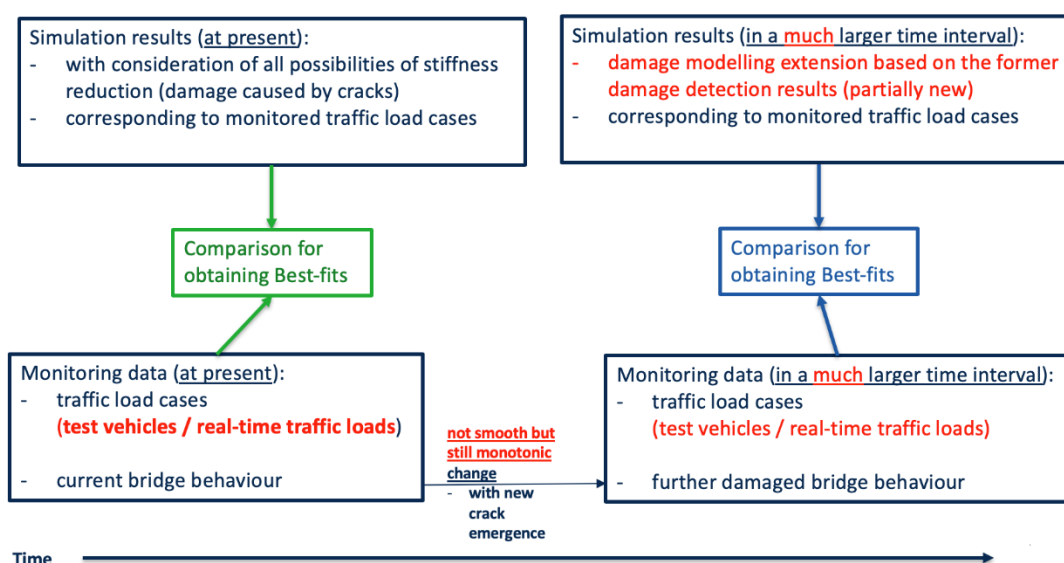 Simulation results (at present):
- with consideration of all possibilities of stiffness
reduction (damage caused by cracks)
- corresponding to monitored traffic load cases
Simulation results (in a much larger time interval):
- damage modelling extension based on the former
damage detection results (partially new)
- corresponding to monitored traffic load cases
Comparison for
obtaining Best-fits
Comparison for
obtaining Best-fits
Monitoring data (at present):
- traffic load cases
(test vehicles / real-time traffic loads)
- current bridge behaviour
not smooth but
still monotonic
change
- with new
crack
emergence
Monitoring data (in a much larger time interval):
- traffic load cases
(test vehicles / real-time traffic loads)
- further damaged bridge behaviour
Time